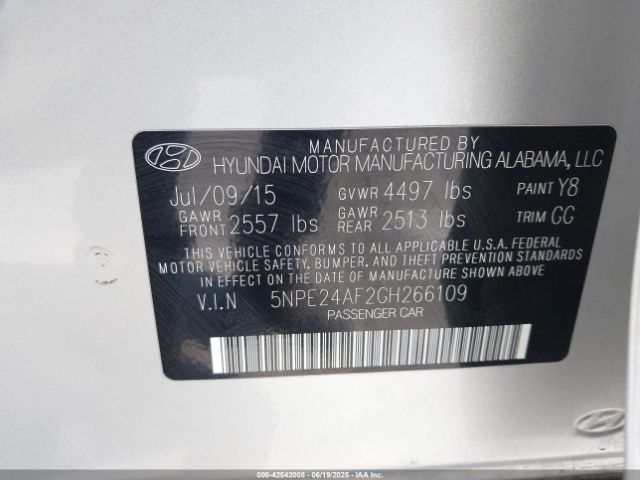 MANUFACTURED BY
HYUNDAI MOTOR MANUFACTURING ALABAMA, LLC
Jul/09/15 GVWR 4497 lbs PAINT Y8
GAWR FRONT 2557 lbs GAWR REAR 2513 lbs TRIM GG
THIS VEHICLE CONFORMS TO ALL APPLICABLE U.S.A. FEDERAL
MOTOR VEHICLE SAFETY, BUMPER, AND THEFT PREVENTION STANDARDS
IN EFFECT ON THE DATE OF MANUFACTURE SHOWN ABOVE.
V.I.N 5NPE24AF2GH266109
PASSENGER CAR
000-42542008 - 06/19/2025 - IAA Inc.